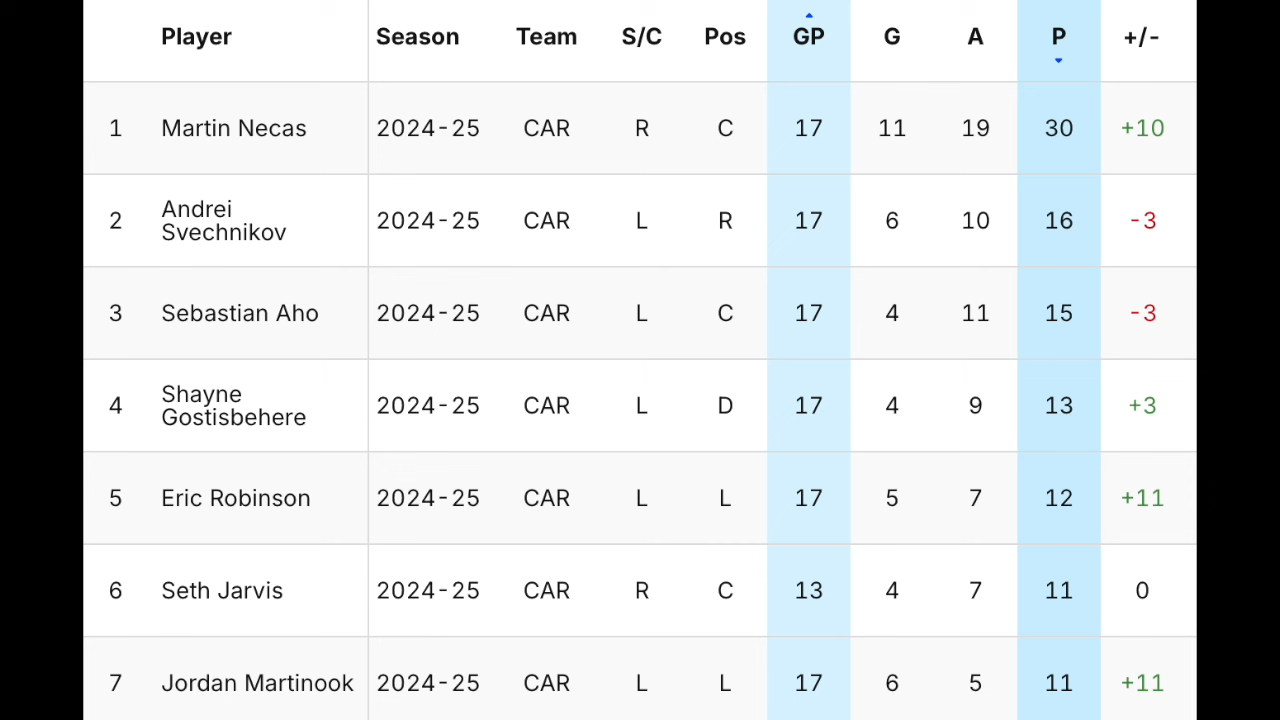 Player Season Team S/C Pos GP G A P +/-
1 Martin Necas 2024-25 CAR R C 17 11 19 30 +10
2 Andrei
Svechnikov 2024-25 CAR L R 17 6 10 16 -3
3 Sebastian Aho 2024-25 CAR L C 17 4 11 15 -3
4 Shayne
Gostisbehere 2024-25 CAR L D 17 4 9 13 +3
5 Eric Robinson 2024-25 CAR L L 17 5 7 12 +11
6 Seth Jarvis 2024-25 CAR R C 13 4 7 11 0
7 Jordan Martinook 2024-25 CAR L L 17 6 5 11 +11